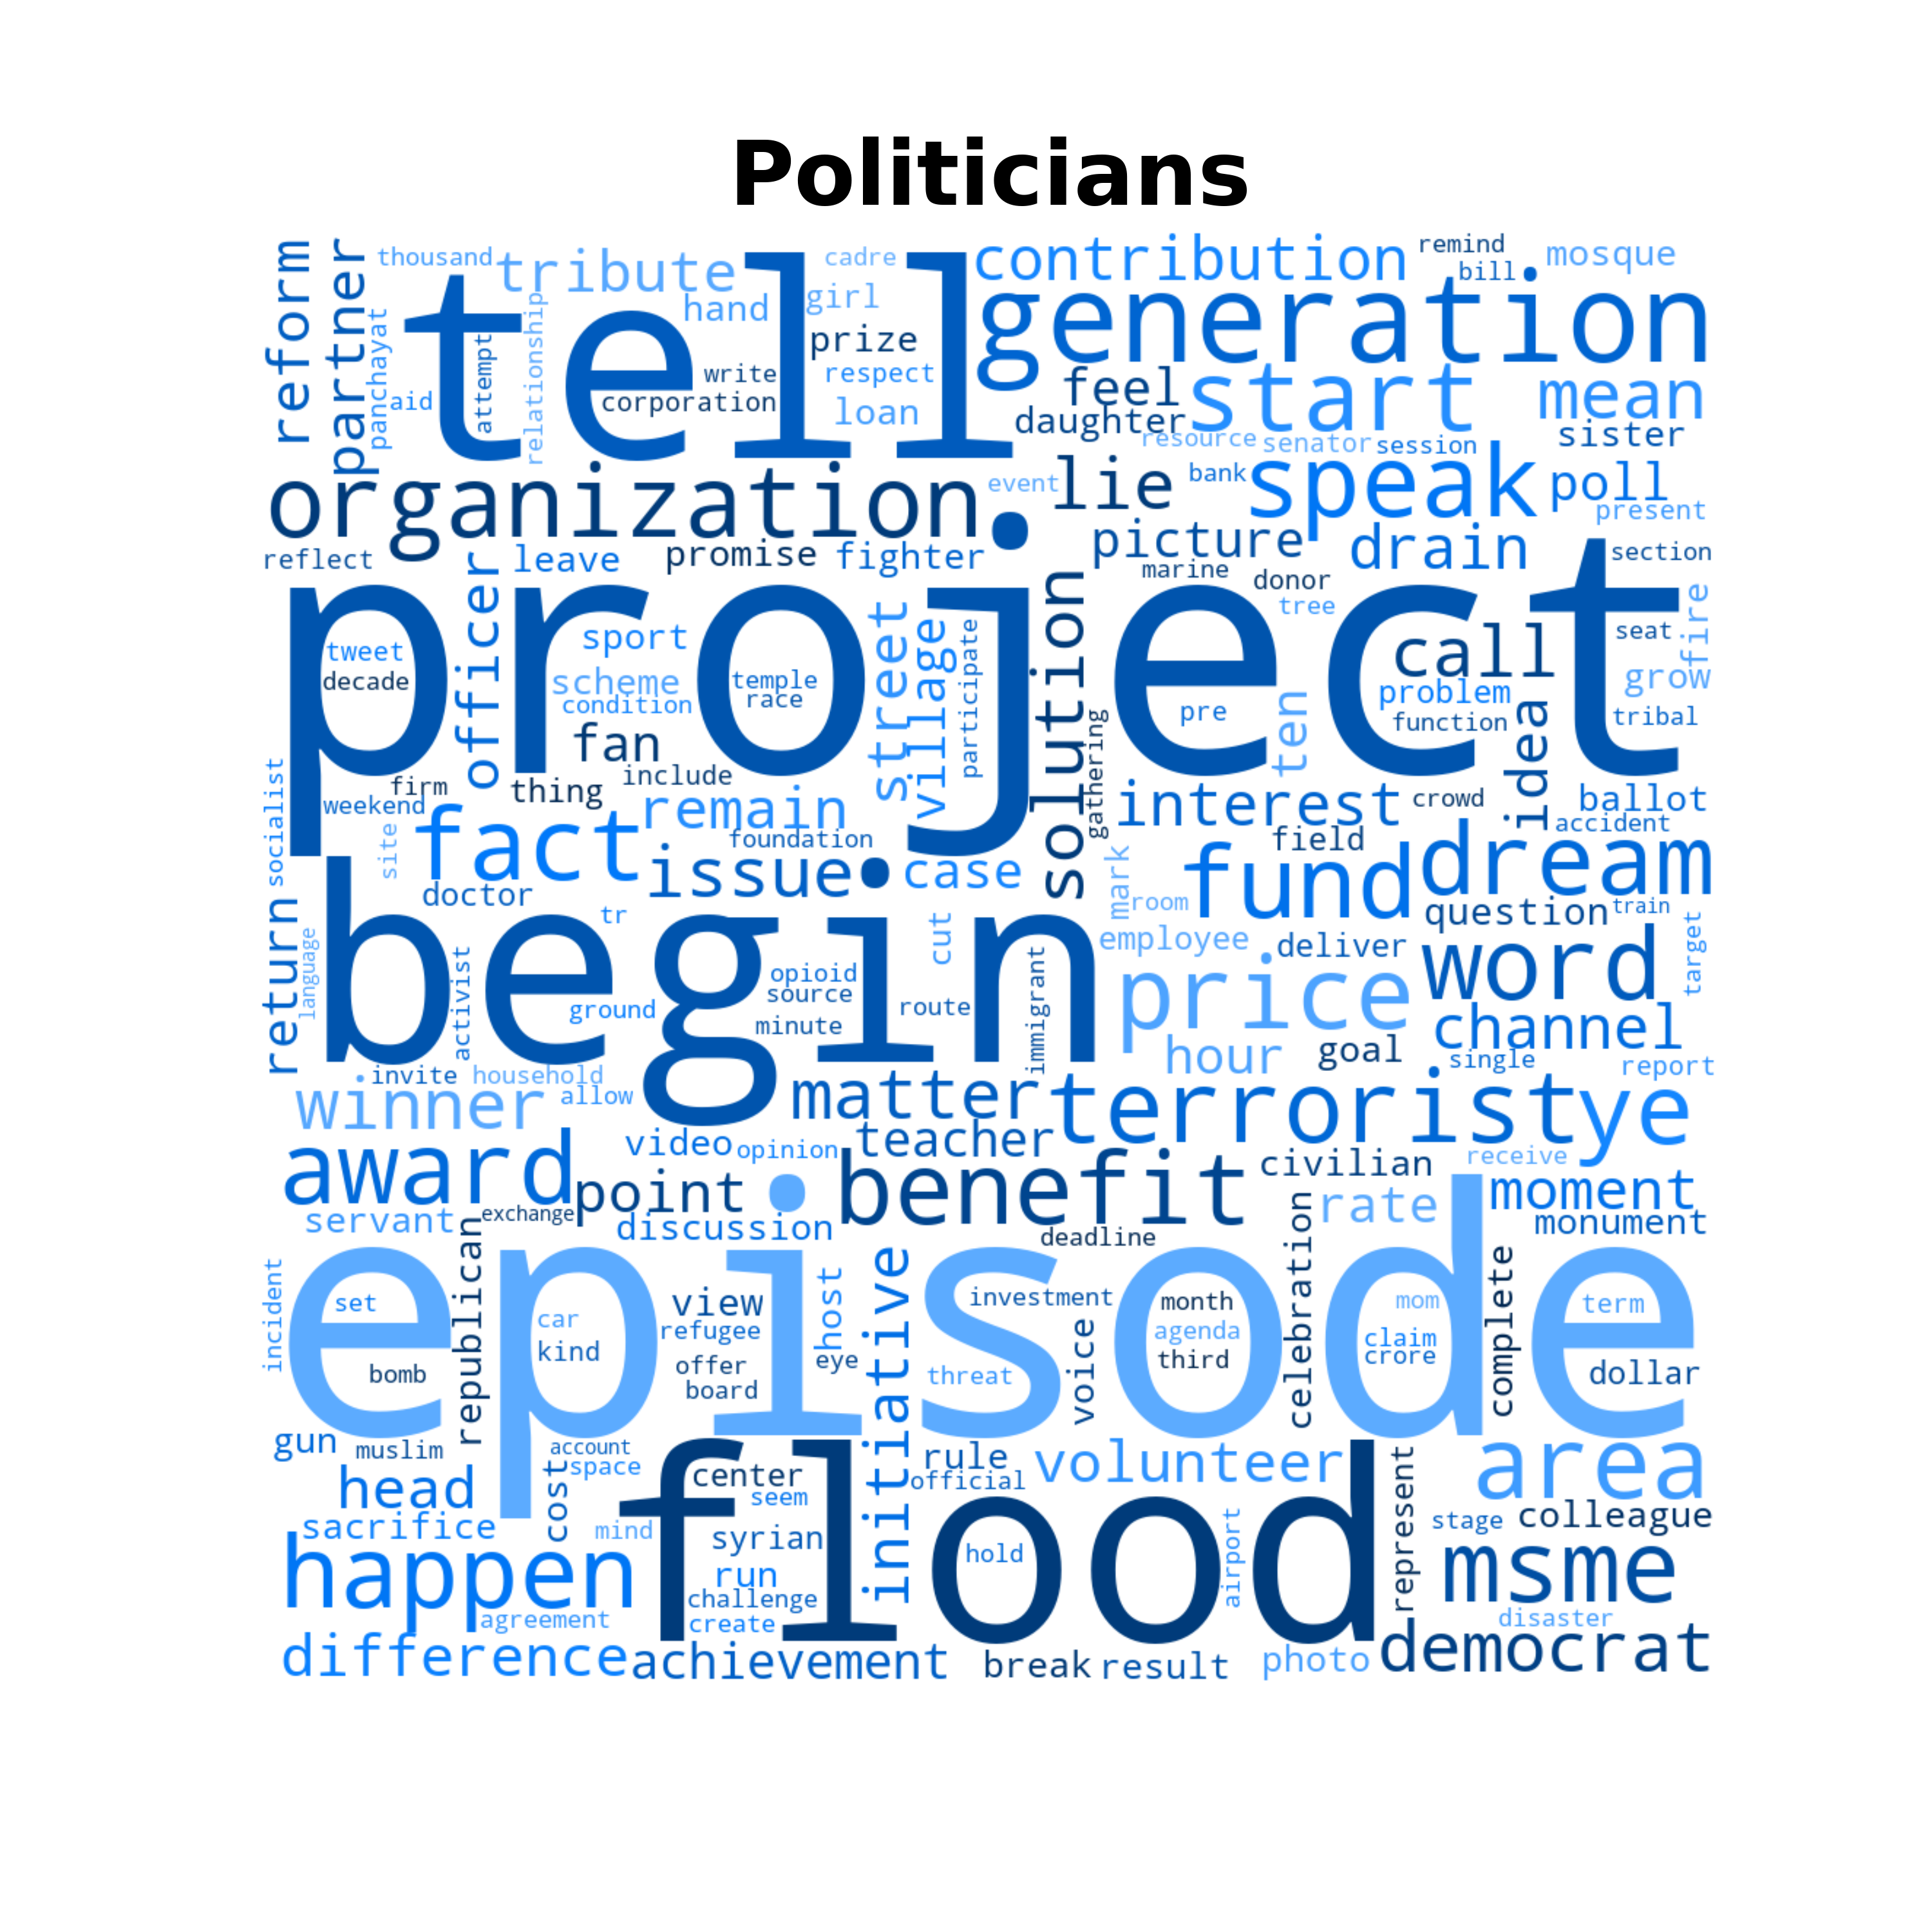 Politicians
reform
partner
thousand
tribute
cadre
contribution
remind
bill
mosque
panchayat
aid
tell
attempt
relationship
hand
girl
prize
write
corporation
respect
loan
generation
feel
daughter
start
mean
resource
senator
session
sister
organization
event
lie
bank
speak
poll
present
reflect
officer
leave
promise
fighter
picture
drain
section
marine
donor
tree
fire
project
tweet
decade
sport
scheme
condition
fan
temple
race
street
village
participate
solution
gathering
pre
ten
call
problem
function
idea
seat
grow
tribal
socialist
firm
weekend
thing
include
remain
interest
crowd
ballot
accident
site
fact
foundation
issue
case
field
mark
room
fund
dream
doctor
question
train
return
language
begin
activist
tr
ground
opioid
source
minute
cut
route
immigrant
employee
deliver
word
target
price
channel
hour
goal
single
report
invite
household
allow
winner
matter
terrorist
ye
video
opinion
teacher
award
point
benefit
civilian
receive
servant
exchange
discussion
deadline
celebration
rate
moment
monument
incident
episode
set
bomb
republican
car
kind
view
refugee
offer
board
host
eye
initiative
investment
threat
voice
month
agenda
third
mom
claim
crore
complete
term
dollar
gun
muslim
account
space
cost
head
center
seem
rule
official
volunteer
area
represent
sacrifice
mind
flood
syrian
run
challenge
create
hold
airport
stage
colleague
happen
agreement
msme
disaster
difference
achievement
break
result
photo
democrat